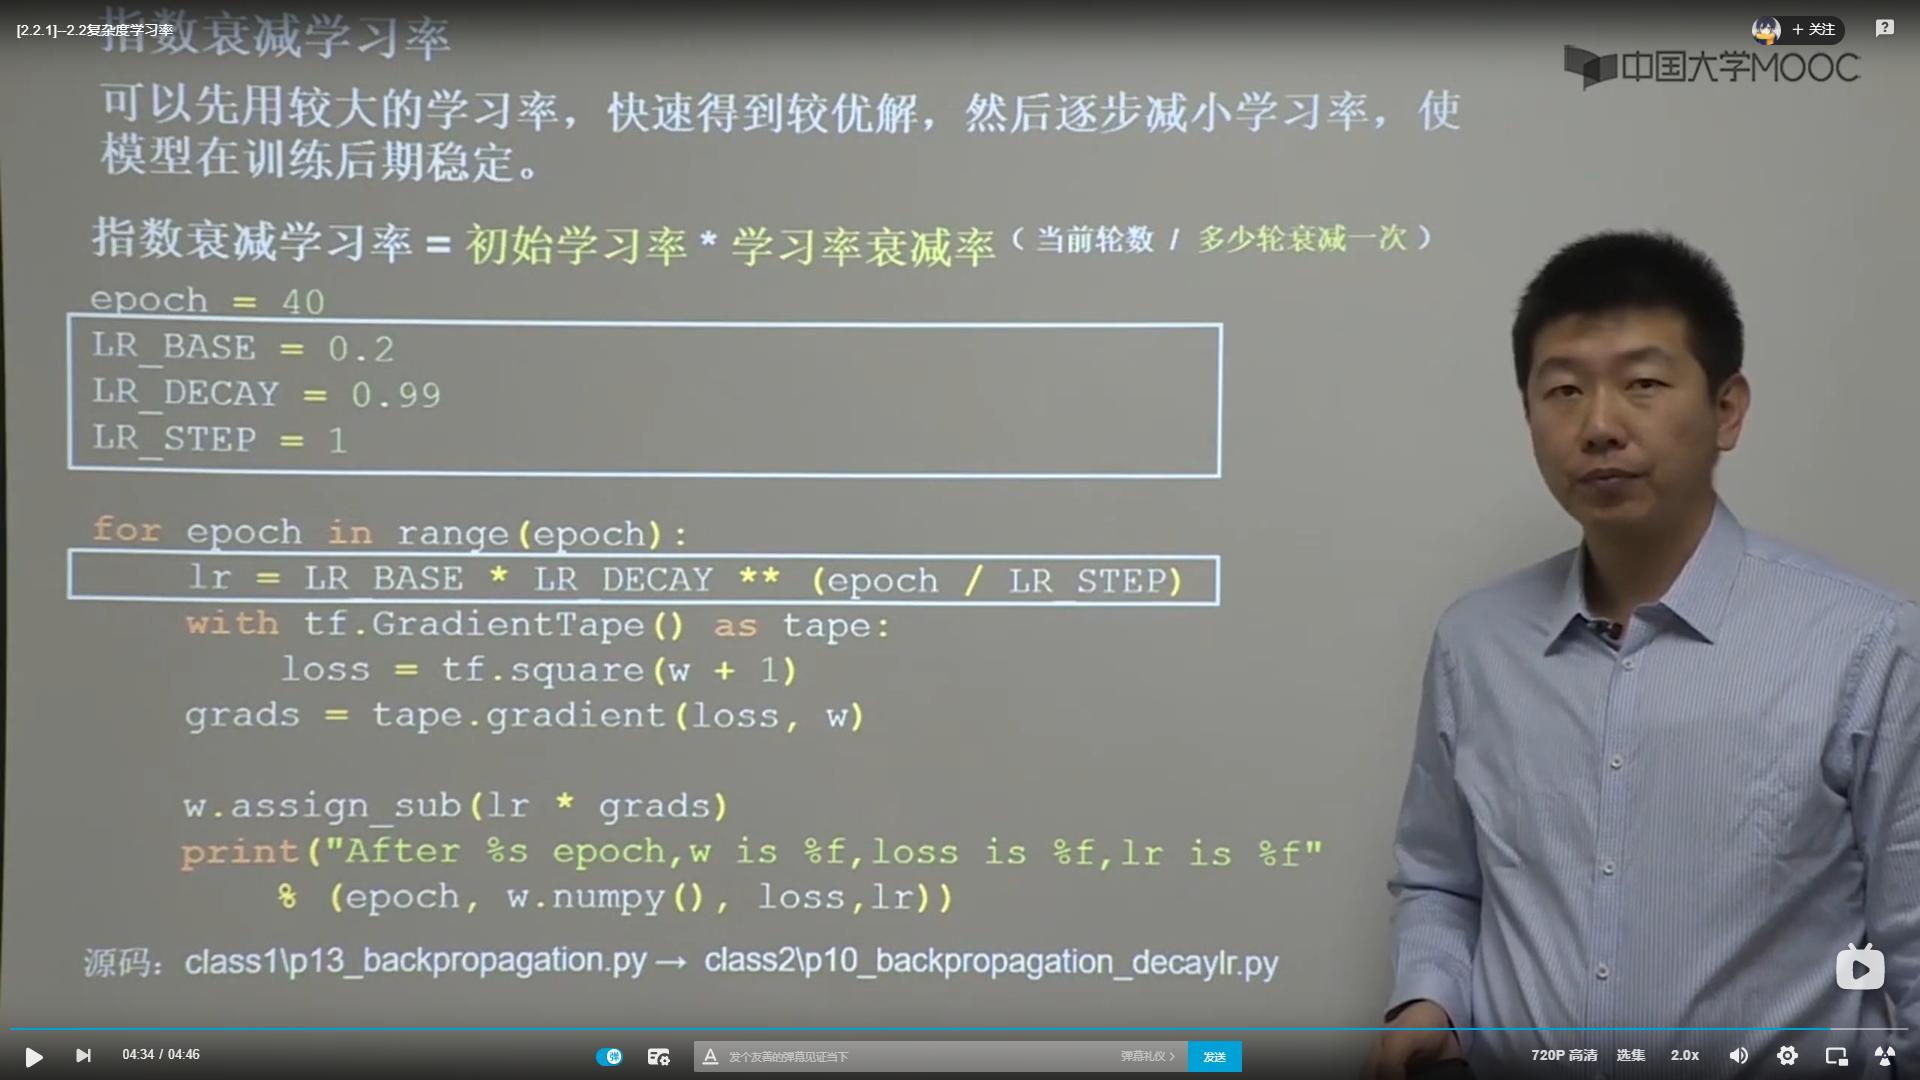 [2.2.1]--2.2复杂度学习率
指数衰减学习率
+ 关注
中国大学MOOC
可以先用较大的学习率，快速得到较优解，然后逐步减小学习率，使
模型在训练后期稳定。
指数衰减学习率 = 初始学习率 * 学习率衰减率（ 当前轮数 / 多少轮衰减一次 ）
epoch = 40
LR_BASE = 0.2
LR_DECAY = 0.99
LR_STEP = 1
for epoch in range(epoch):
lr = LR_BASE * LR_DECAY ** (epoch / LR_STEP)
with tf.GradientTape() as tape:
loss = tf.square(w + 1)
grads = tape.gradient(loss, w)
w.assign_sub(lr * grads)
print("After %s epoch,w is %f,loss is %f,lr is %f"
% (epoch, w.numpy(), loss,lr))
源码：class1\p13_backpropagation.py → class2\p10_backpropagation_decaylr.py
04:34 / 04:46
弹
A 发个友善的弹幕见证当下
弹幕礼仪 >
发送
720P 高清
选集
2.0x